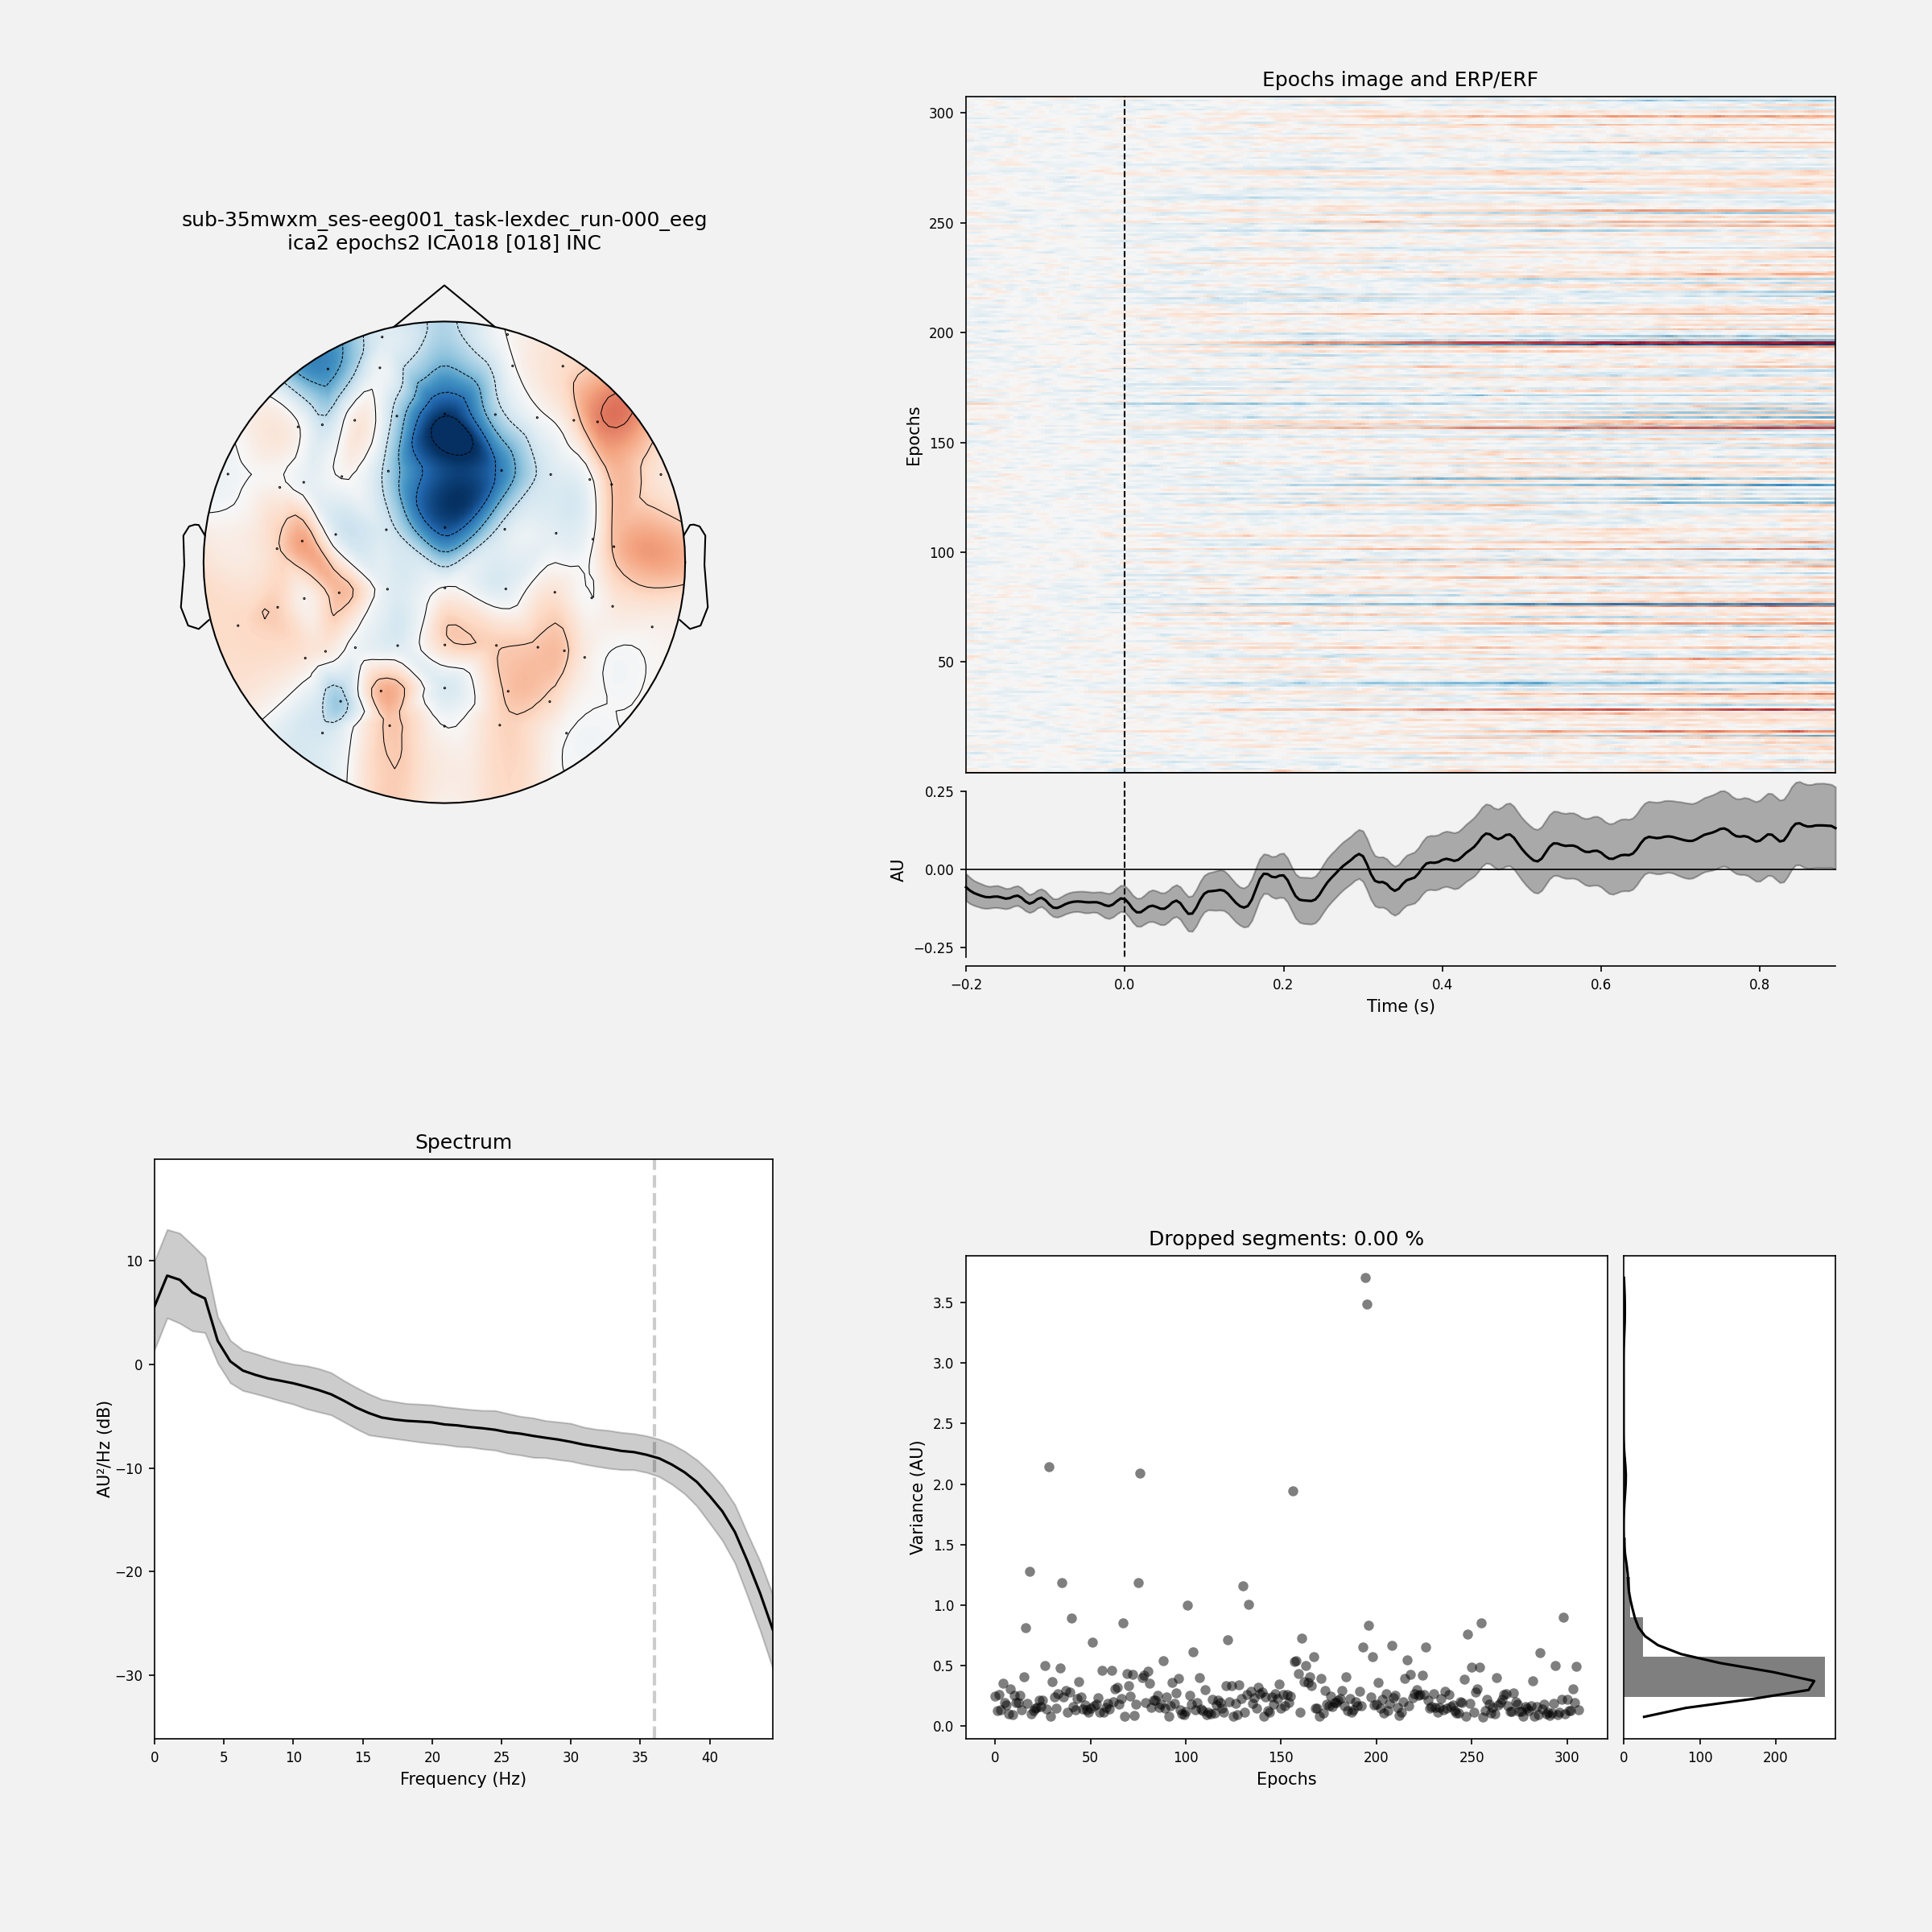 sub-35mwxm_ses-eeg001_task-lexdec_run-000_eeg
ica2 epochs2 ICA018 [018] INC
Epochs image and ERP/ERF
300
250
200
150
100
50
Epochs
0.25
0.00
−0.25
AU
−0.2 0.0 0.2 0.4 0.6 0.8
Time (s)
Spectrum
10
0
−10
−20
−30
AU²/Hz (dB)
0 5 10 15 20 25 30 35 40
Frequency (Hz)
Dropped segments: 0.00 %
3.5
3.0
2.5
2.0
1.5
1.0
0.5
0.0
Variance (AU)
0 50 100 150 200 250 300
Epochs
0 100 200